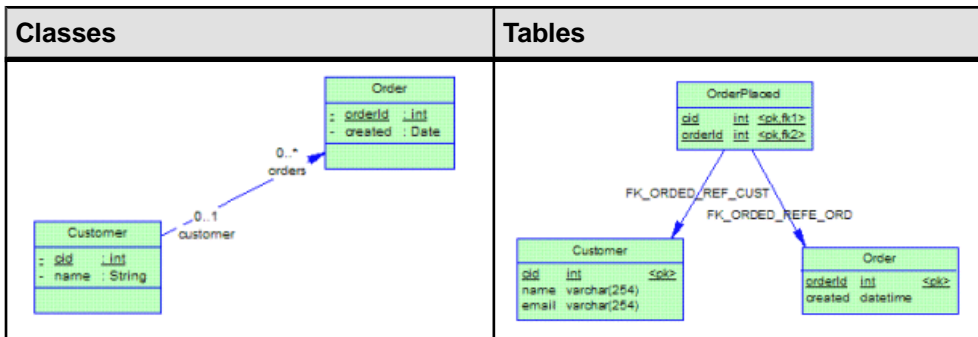 Classes
Tables
Order
- orderId : int
- created : Date
0..*
orders
0..1
customer
Customer
- cid : int
- name : String
OrderPlaced
cid int <pk,fk1>
orderId int <pk,fk2>
FK_ORDED_REF_CUST
FK_ORDED_REFE_ORD
Customer
cid int <pk>
name varchar(254)
email varchar(254)
Order
orderId int <pk>
created datetime